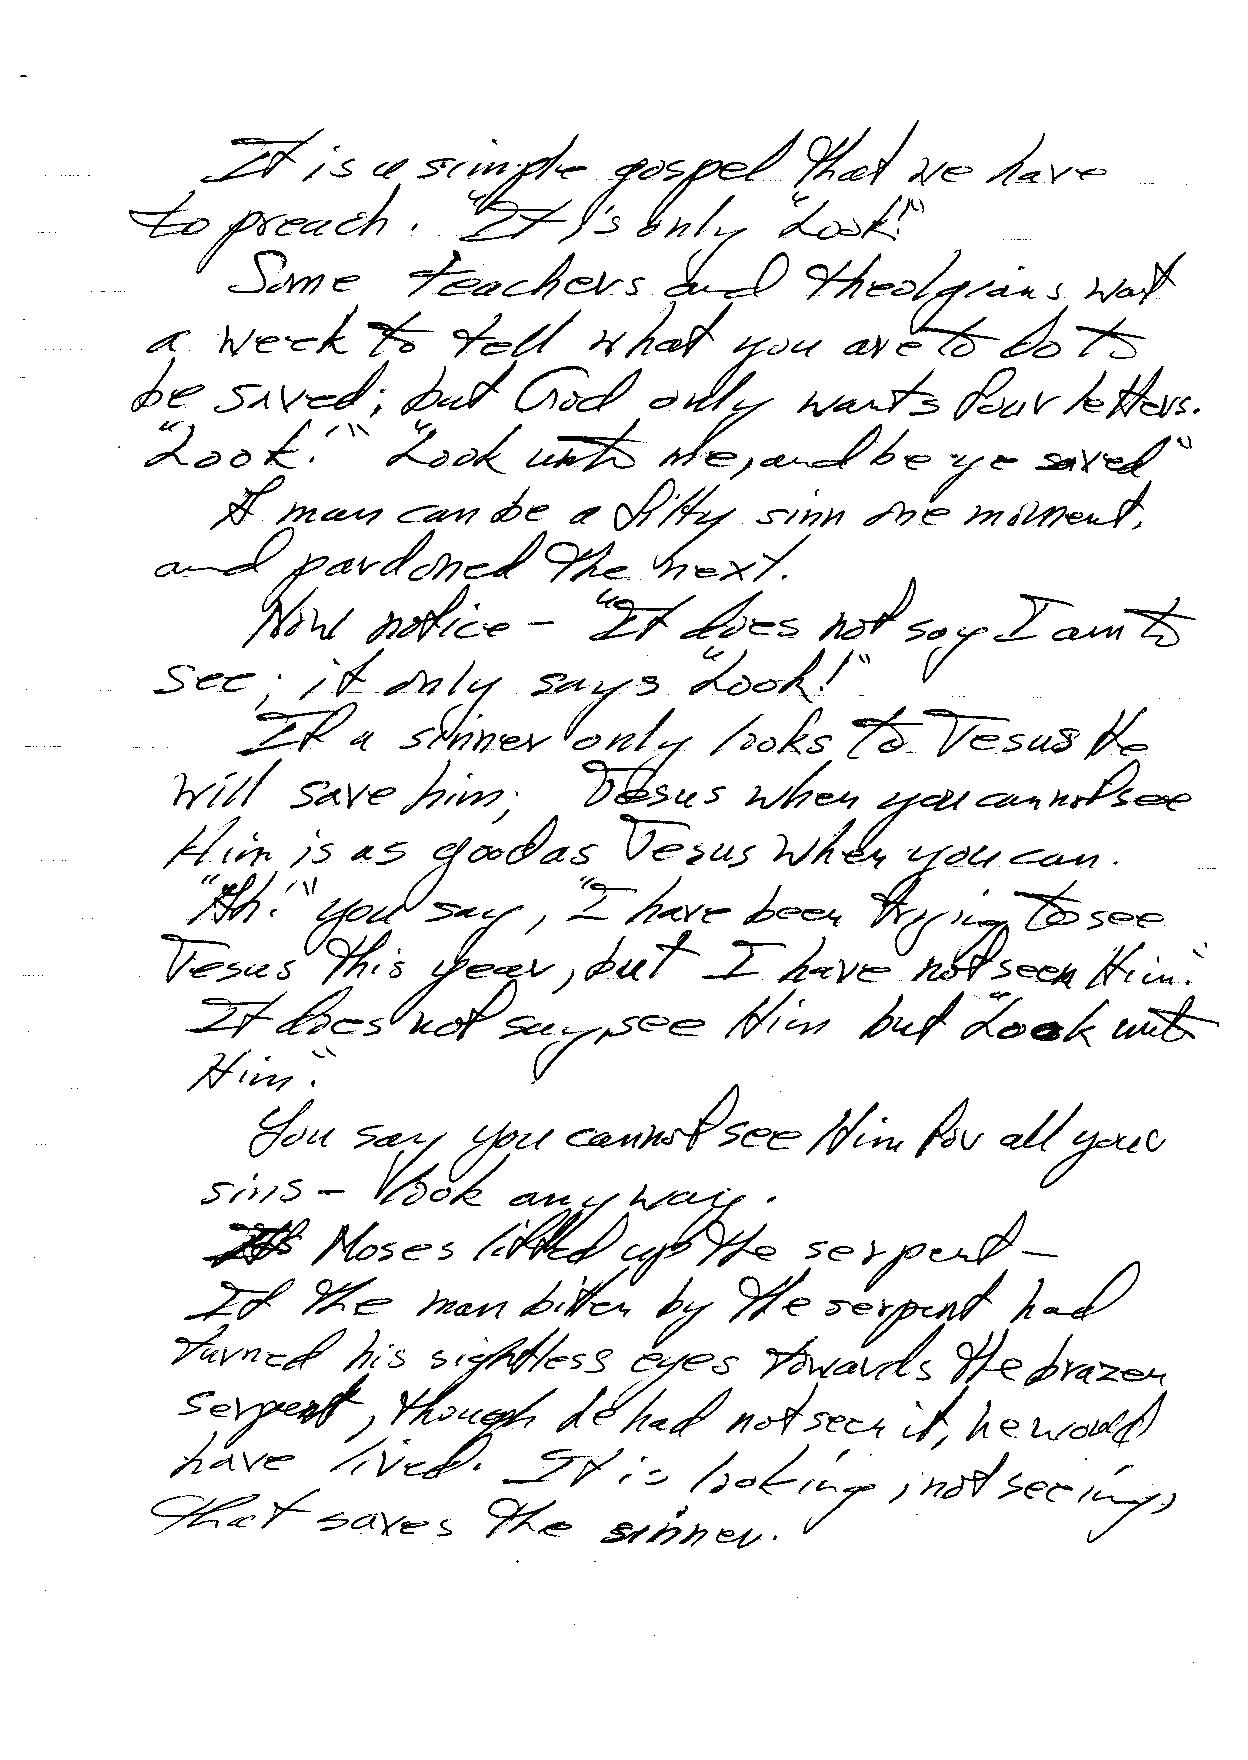 It is a simple gospel that we have
to preach. "It is only "Look!"
Some teachers and theolgians wait
a week to tell what you are to do to
be saved; but God only wants four letters.
"Look!" "Look unto me, and be ye saved"
A man can be a filty sinn one moment,
and pardoned the next.
Now notice - "It does not say I am to
see; it only says "Look!"
If a sinner only looks to Jesus He
will save him; Jesus when you cannot see
Him is as good as Jesus when you can.
"Ah!" you say, "I have been trying to see
Jesus this year, but I have not seen Him."
It does not say, see Him but "Look unto
Him."
You say you cannot see Him for all your
sins - look any way.
Moses lifted up the serpent -
If the man bitten by the serpent had
turned his sightless eyes towards the brazen
serpent, though he had not seen it, he would
have lived. It is looking, not seeing,
that saves the sinner.